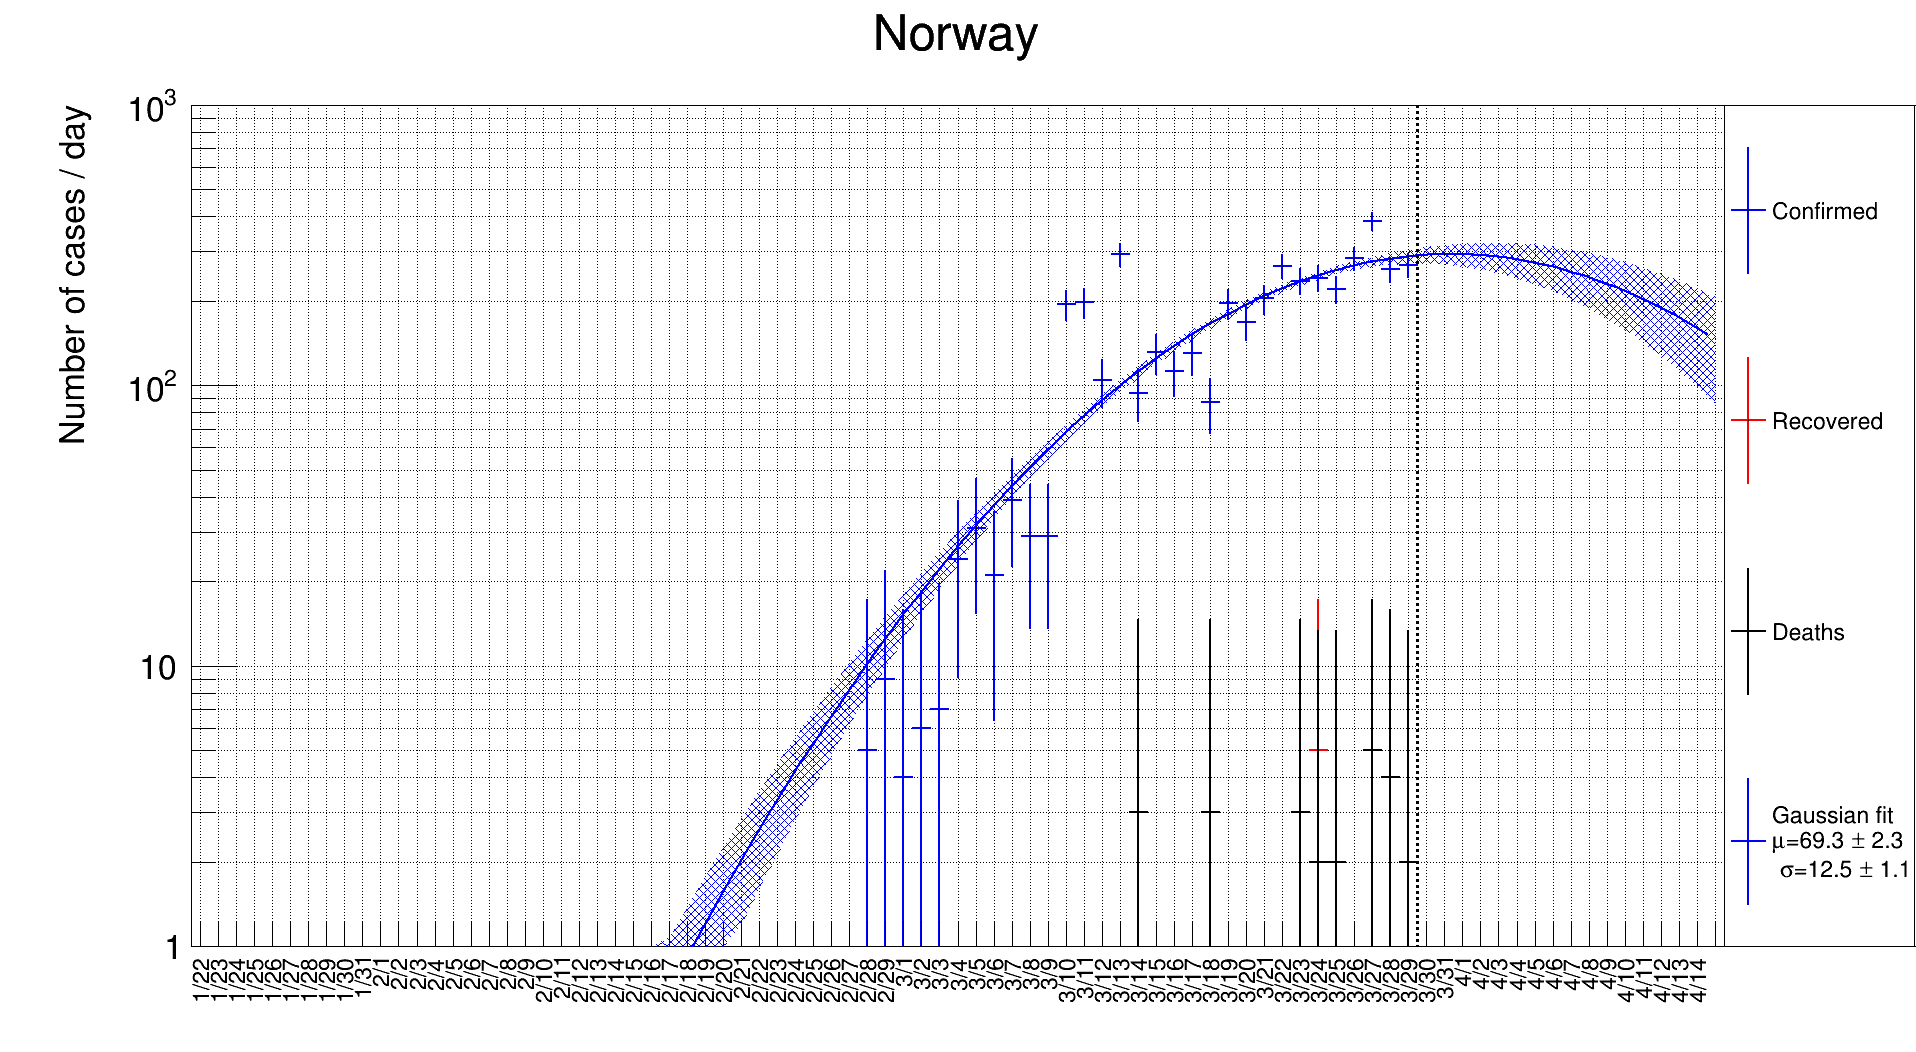 Norway
Number of cases / day
10³
10²
10
1
1/22 1/23 1/24 1/25 1/26 1/27 1/28 1/29 1/30 1/31 2/1 2/2 2/3 2/4 2/5 2/6 2/7 2/8 2/9 2/10 2/11 2/12 2/13 2/14 2/15 2/16 2/17 2/18 2/19 2/20 2/21 2/22 2/23 2/24 2/25 2/26 2/27 2/28 2/29 3/1 3/2 3/3 3/4 3/5 3/6 3/7 3/8 3/9 3/10 3/11 3/12 3/13 3/14 3/15 3/16 3/17 3/18 3/19 3/20 3/21 3/22 3/23 3/24 3/25 3/26 3/27 3/28 3/29 3/30 3/31 4/1 4/2 4/3 4/4 4/5 4/6 4/7 4/8 4/9 4/10 4/11 4/12 4/13 4/14
Confirmed
Recovered
Deaths
Gaussian fit
μ=69.3 ± 2.3
σ=12.5 ± 1.1